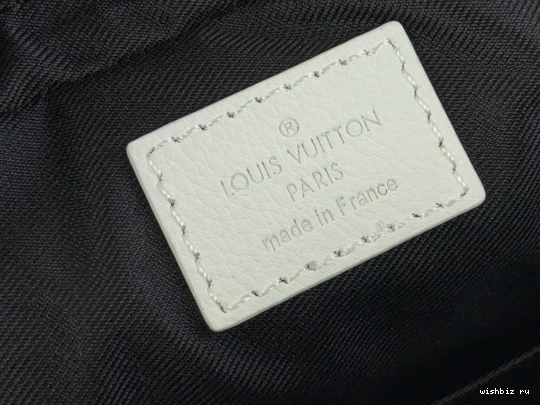 ®
LOUIS VUITTON
PARIS
made in France
wishbiz ru